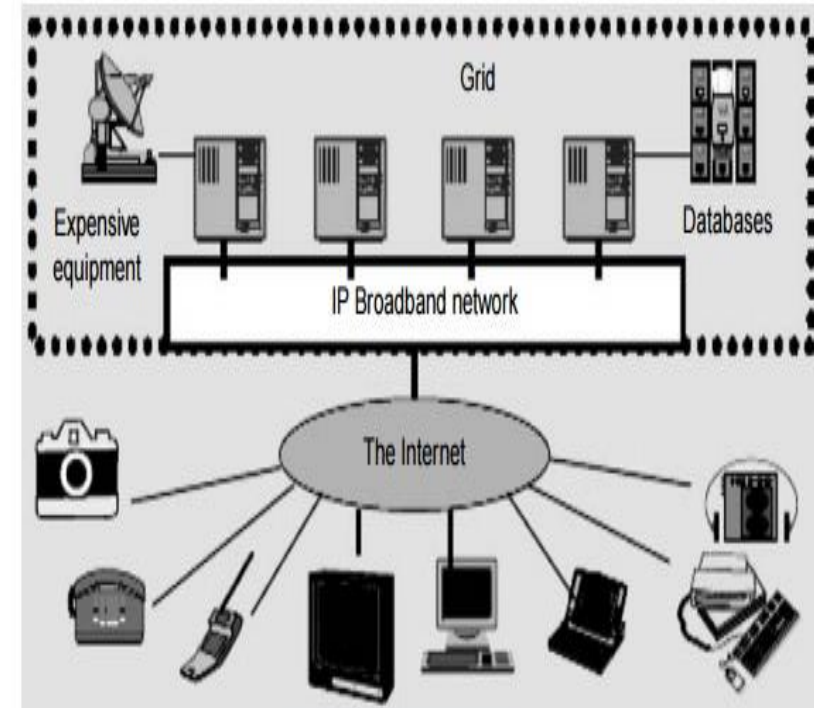 Grid
Expensive
equipment
Databases
IP Broadband network
The Internet